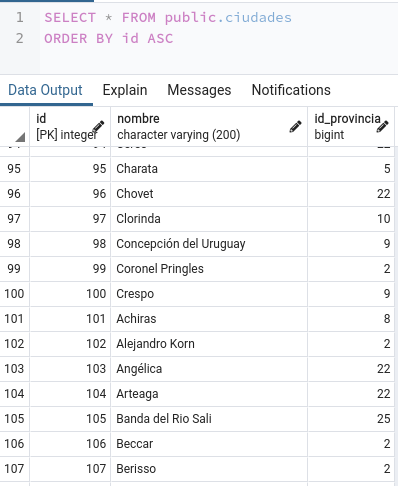 1 SELECT * FROM public.ciudades
2 ORDER BY id ASC
Data Output Explain Messages Notifications
id nombre id_provincia
[PK] integer character varying (200) bigint
95 95 Charata 5
96 96 Chovet 22
97 97 Clorinda 10
98 98 Concepción del Uruguay 9
99 99 Coronel Pringles 2
100 100 Crespo 9
101 101 Achiras 8
102 102 Alejandro Korn 2
103 103 Angélica 22
104 104 Arteaga 22
105 105 Banda del Rio Sali 25
106 106 Beccar 2
107 107 Berisso 2